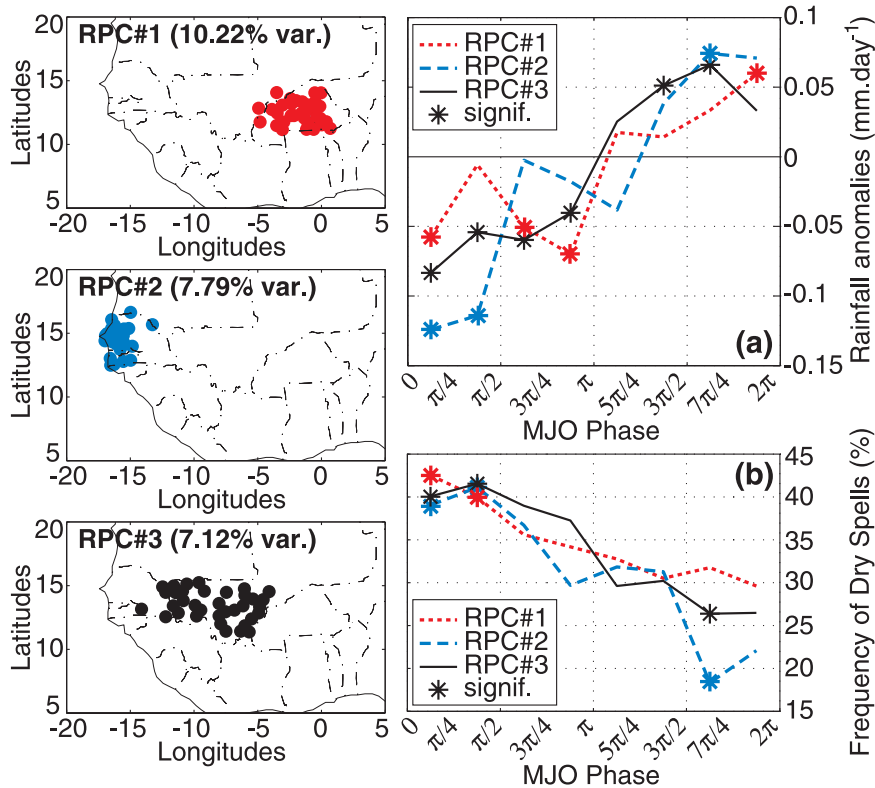 RPC#1 (10.22% var.)
20
15
10
5
Latitudes
-20 -15 -10 -5 0 5
Longitudes
RPC#2 (7.79% var.)
20
15
10
5
Latitudes
-20 -15 -10 -5 0 5
Longitudes
RPC#3 (7.12% var.)
20
15
10
5
Latitudes
-20 -15 -10 -5 0 5
Longitudes
RPC#1
RPC#2
RPC#3
signif.
0.1
0.05
0
-0.05
-0.1
-0.15
Rainfall anomalies (mm.day-1)
(a)
0 π/4 π/2 3π/4 π 5π/4 3π/2 7π/4 2π
MJO Phase
(b)
45
40
35
30
25
20
15
Frequency of Dry Spells (%)
RPC#1
RPC#2
RPC#3
signif.
0 π/4 π/2 3π/4 π 5π/4 3π/2 7π/4 2π
MJO Phase